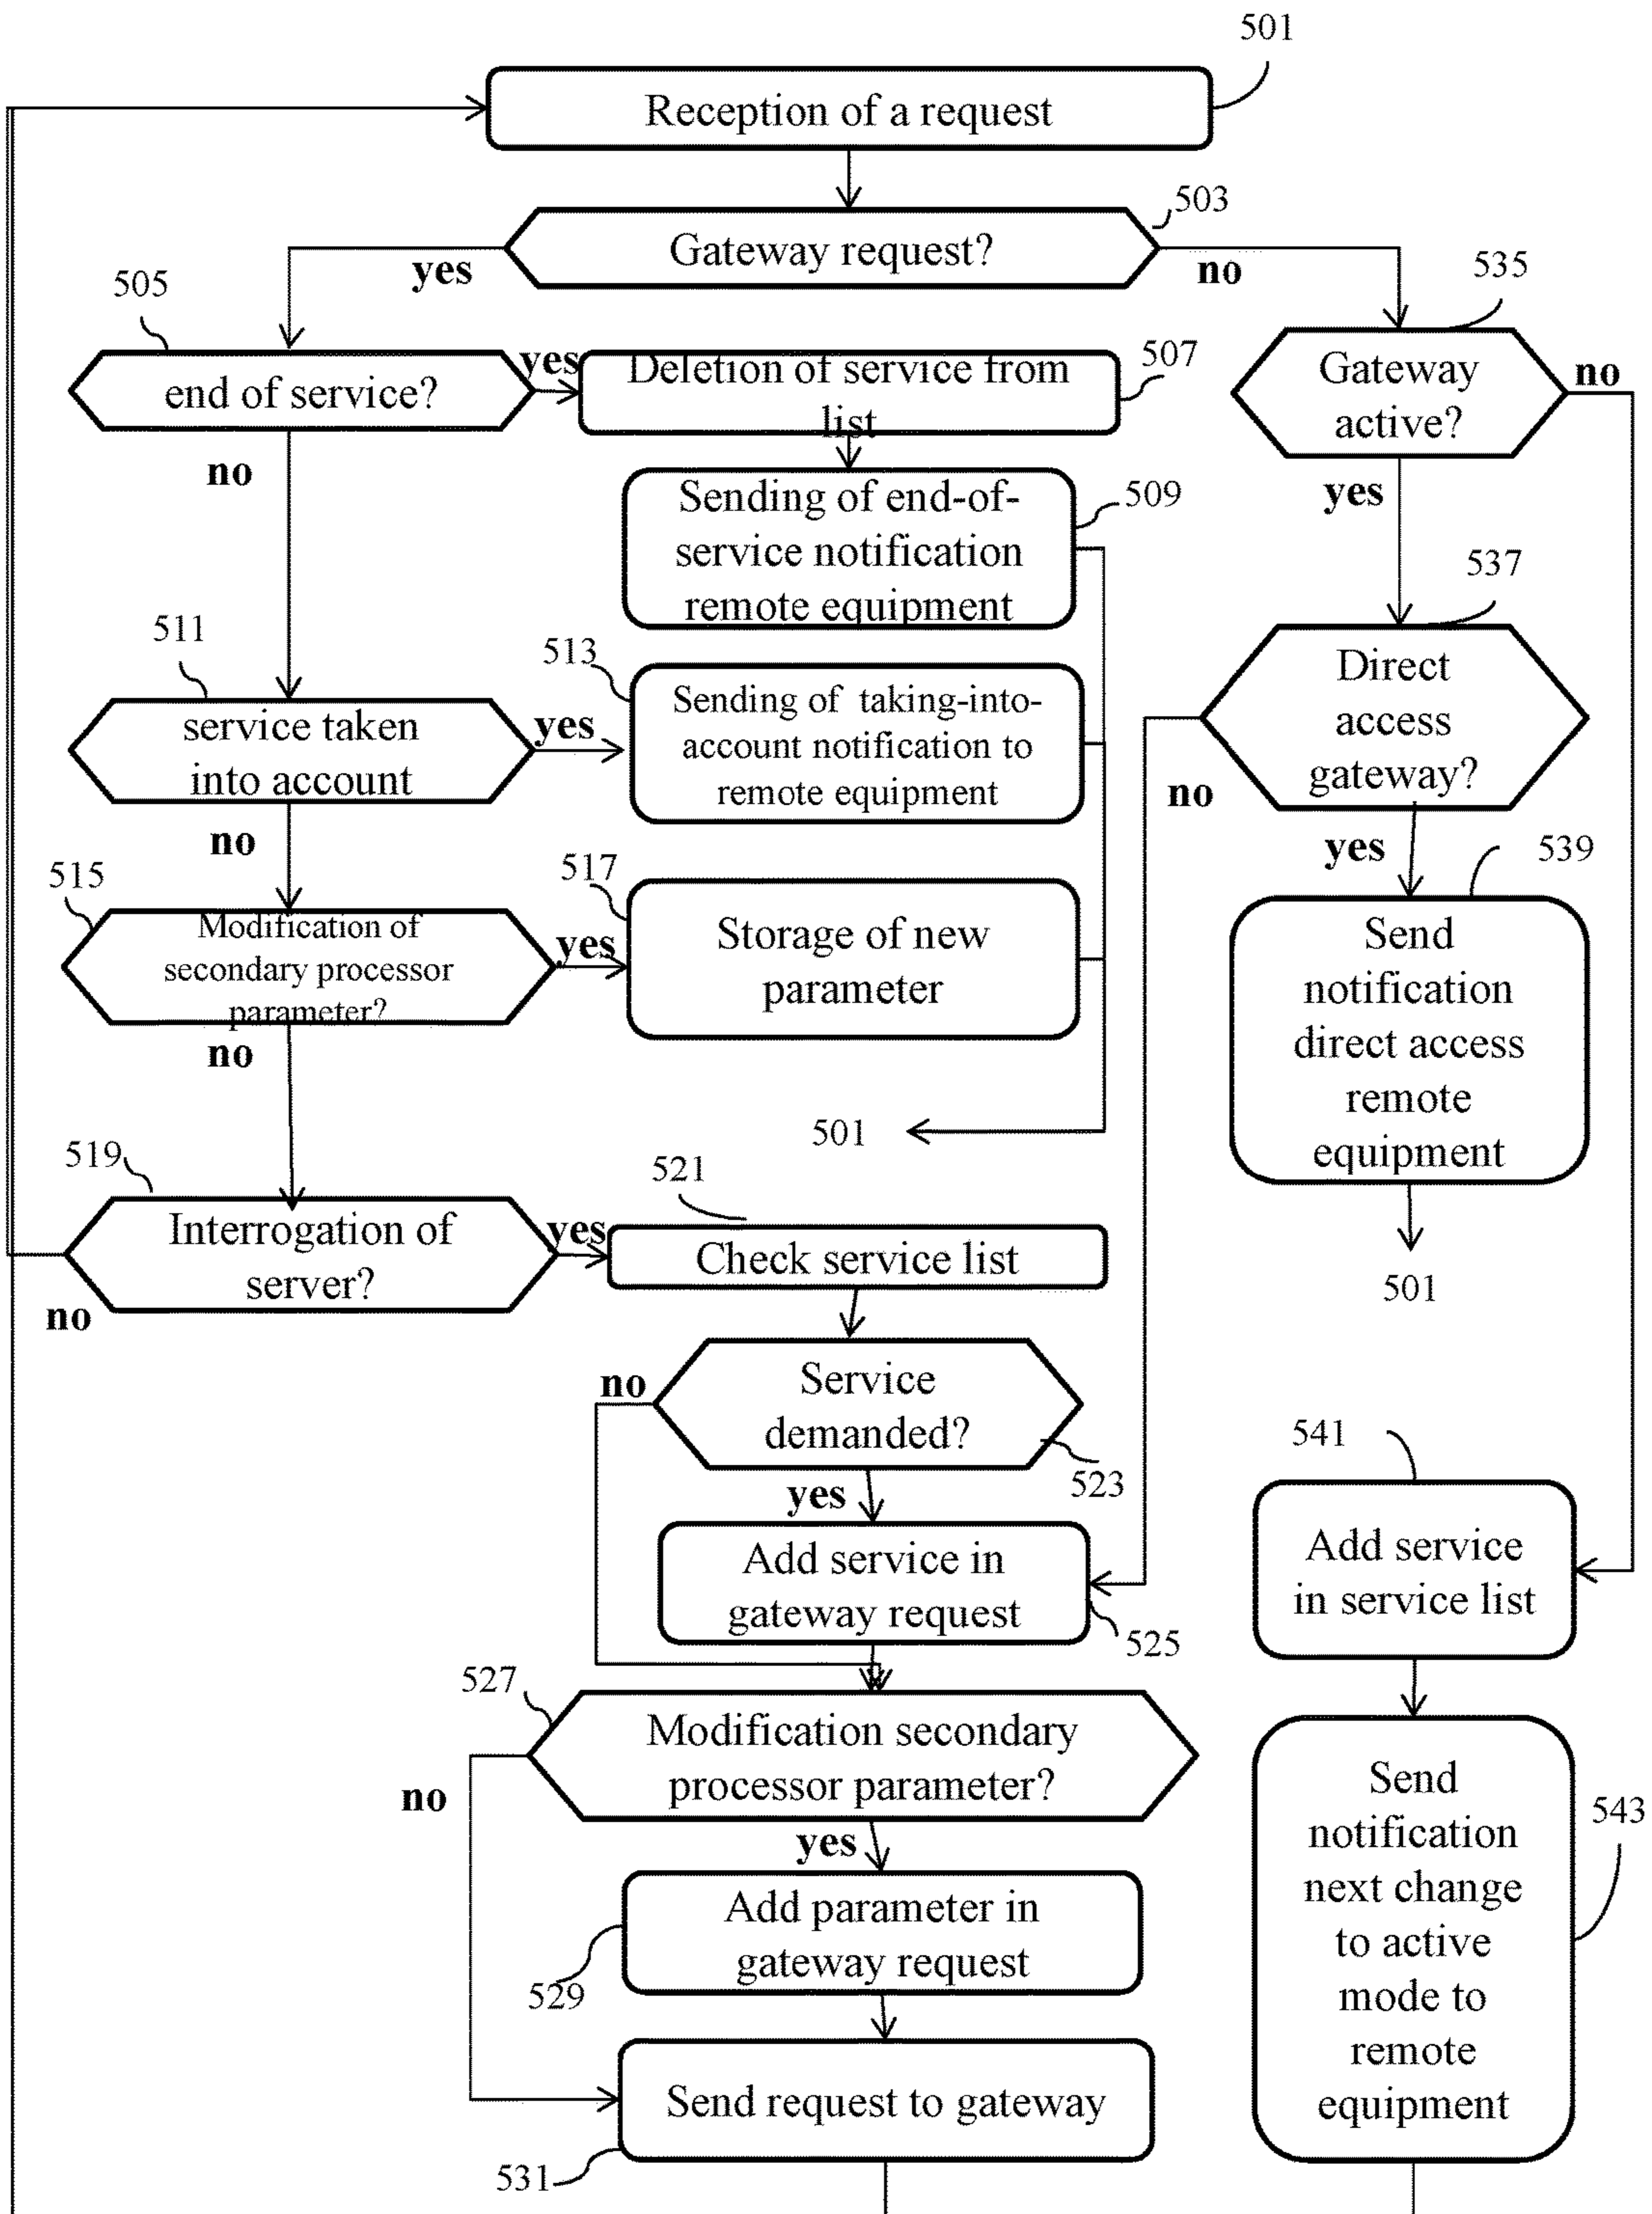 501
Reception of a request
503
Gateway request?
yes
no
535
505
end of service?
yes
Deletion of service from
list
507
Gateway
active?
no
no
yes
Sending of end-of-
service notification
remote equipment
509
537
511
service taken
into account
yes
513
Sending of taking-into-
account notification to
remote equipment
Direct
access
gateway?
no
yes
no
539
515
Modification of
secondary processor
parameter?
yes
517
Storage of new
parameter
Send
notification
direct access
remote
equipment
no
501
501
519
Interrogation of
server?
yes
no
521
Check service list
Service
demanded?
no
523
yes
541
Add service in
gateway request
525
Add service
in service list
527
Modification secondary
processor parameter?
no
yes
Send
notification
next change
to active
mode to
remote
equipment
543
Add parameter in
gateway request
529
Send request to gateway
531